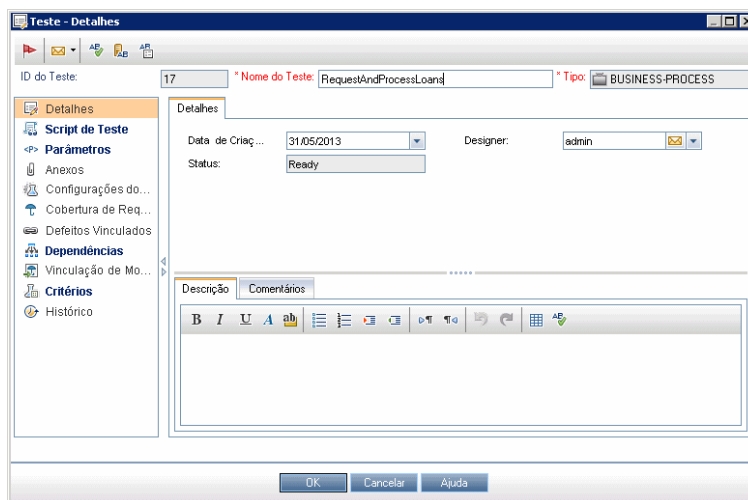 Teste - Detalhes
ID do Teste: 17 * Nome do Teste: RequestAndProcessLoans * Tipo: BUSINESS-PROCESS
Detalhes
Script de Teste
<P> Parâmetros
Anexos
Configurações do...
Cobertura de Req...
Defeitos Vinculados
Dependências
Vinculação de Mo...
Critérios
Histórico
Detalhes
Data de Criaç... 31/05/2013 Designer: admin
Status: Ready
Descrição Comentários
B I U A ab
OK Cancelar Ajuda